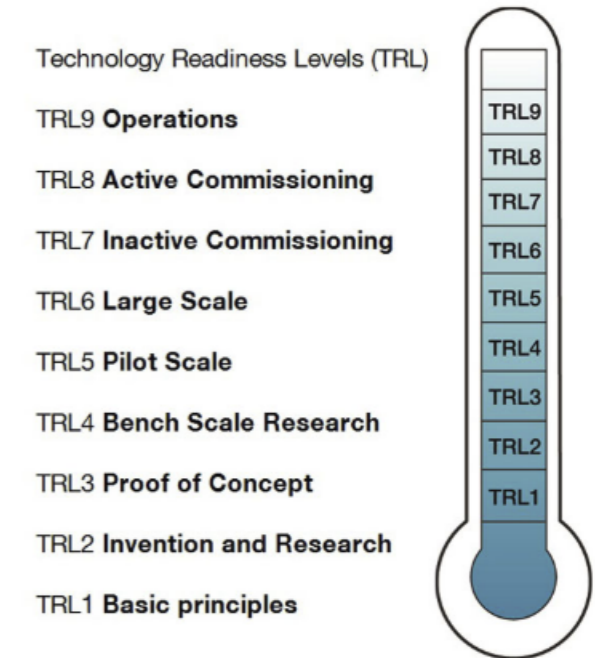 Technology Readiness Levels (TRL)
TRL9 Operations
TRL8 Active Commissioning
TRL7 Inactive Commissioning
TRL6 Large Scale
TRL5 Pilot Scale
TRL4 Bench Scale Research
TRL3 Proof of Concept
TRL2 Invention and Research
TRL1 Basic principles
TRL9
TRL8
TRL7
TRL6
TRL5
TRL4
TRL3
TRL2
TRL1